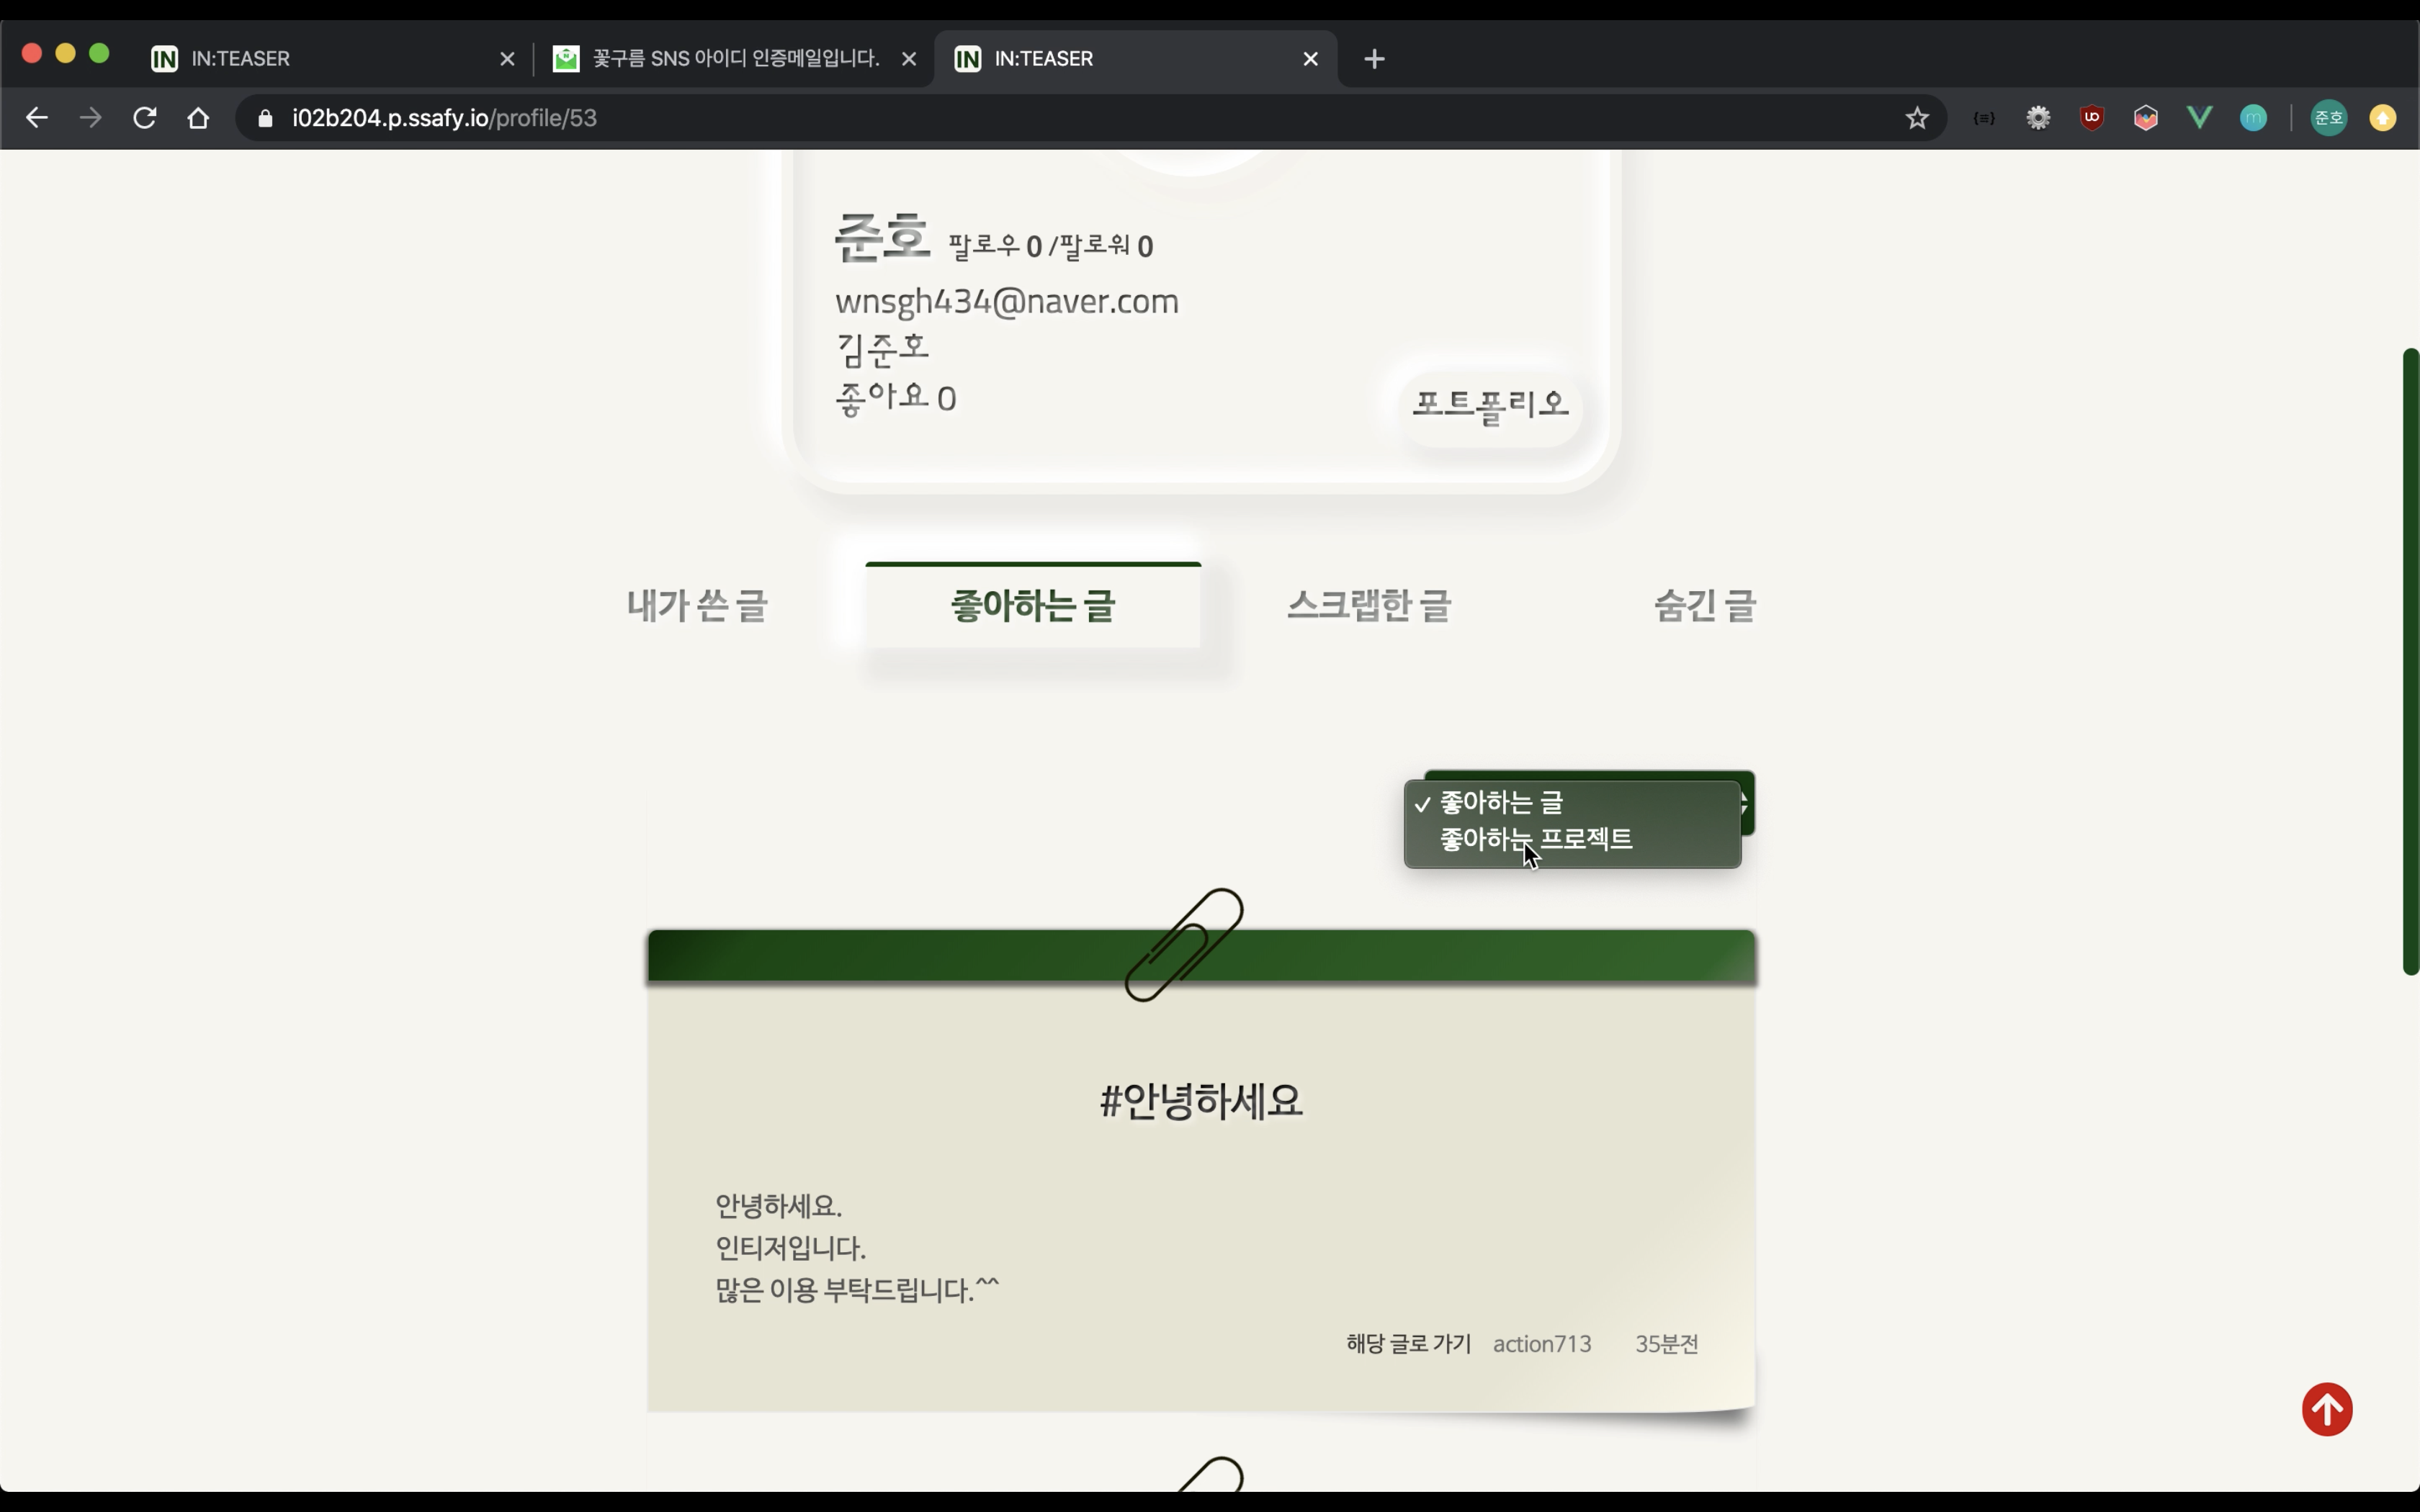 IN:TEASER
꽃구름 SNS 아이디 인증메일입니다.
IN:TEASER
i02b204.p.ssafy.io/profile/53
준호
준호 팔로우 0 /팔로워 0
wnsgh434@naver.com
김준호
좋아요 0
포트폴리오
내가 쓴 글
좋아하는 글
스크랩한 글
숨긴 글
✓ 좋아하는 글
좋아하는 프로젝트
#안녕하세요
안녕하세요.
인티저입니다.
많은 이용 부탁드립니다.^^
해당 글로 가기 action713 35분전